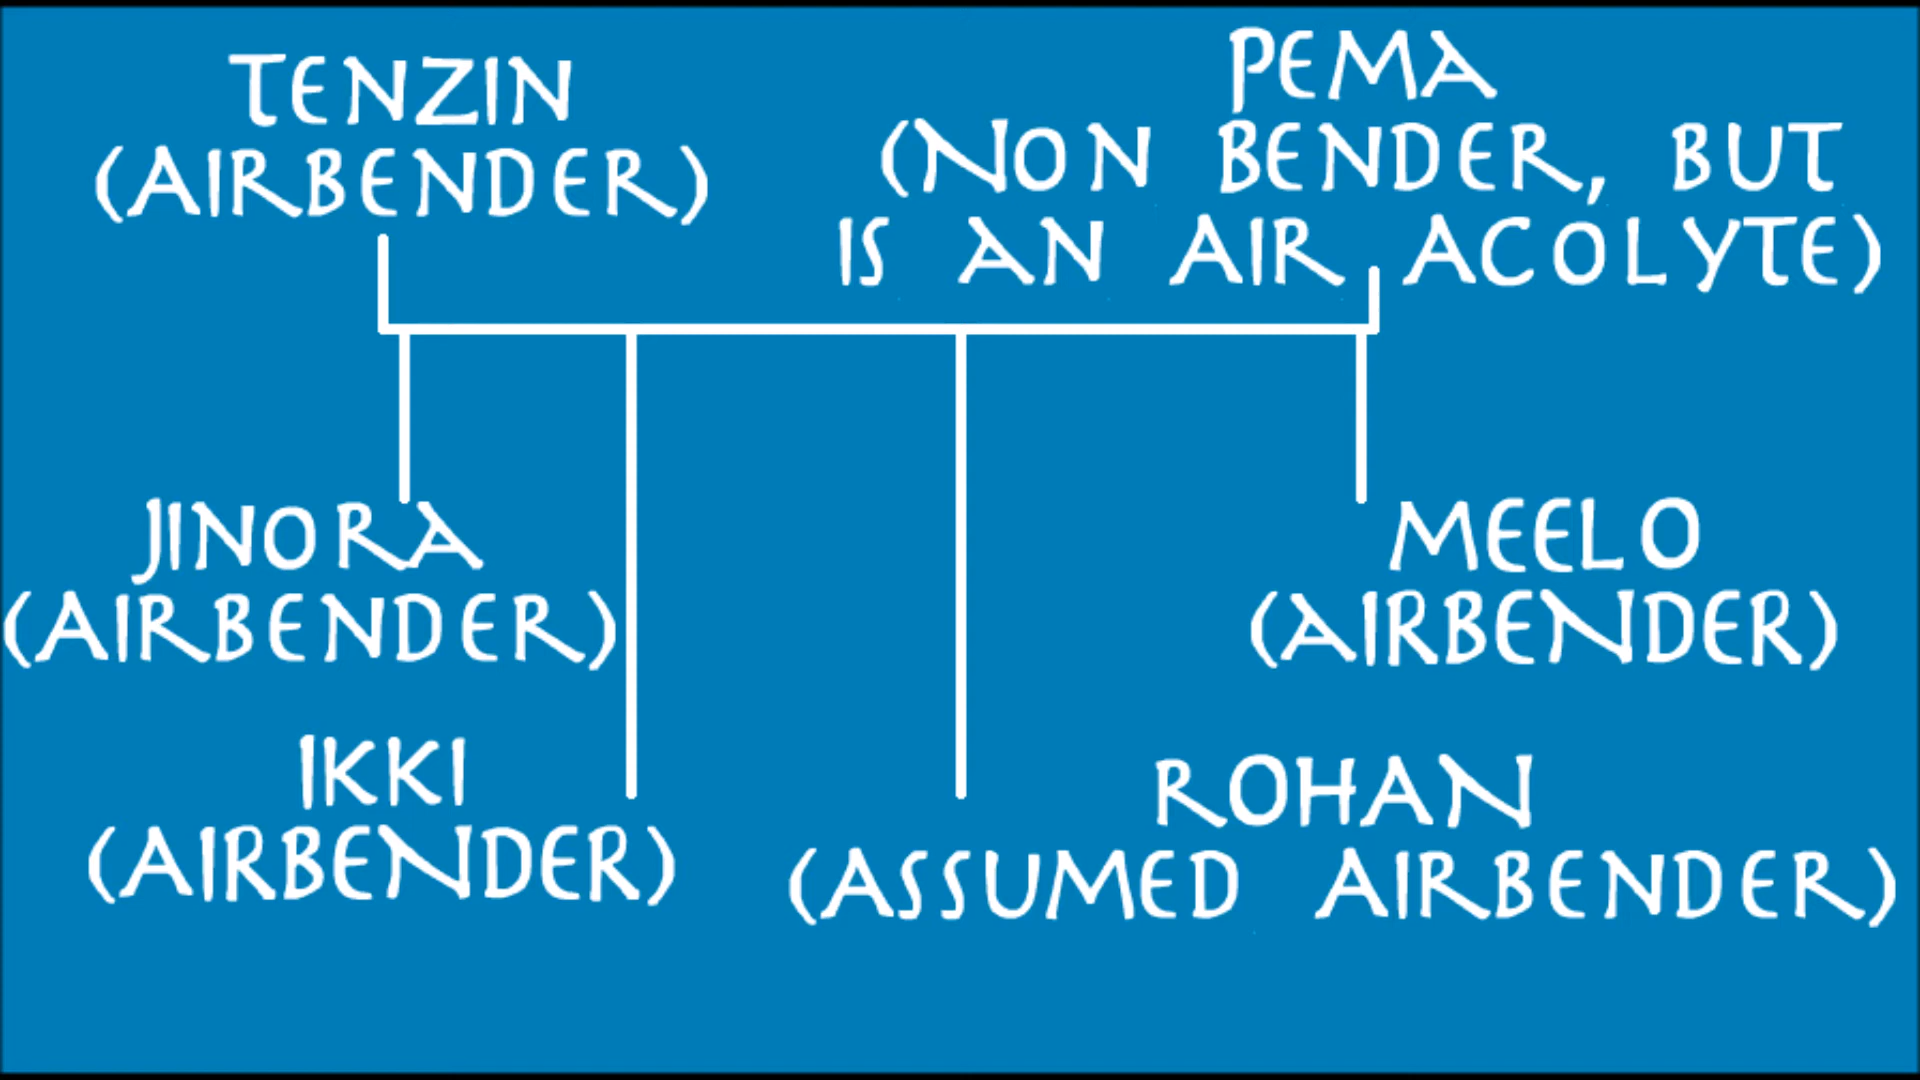 TENZIN
(AIRBENDER)
PEMA
(NON BENDER, BUT
IS AN AIR ACOLYTE)
JINORA
(AIRBENDER)
MEELO
(AIRBENDER)
IKKI
(AIRBENDER)
ROHAN
(ASSUMED AIRBENDER)